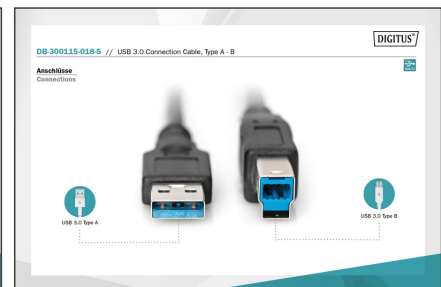 DIGITUS®
DB-300115-018-S // USB 3.0 Connection Cable, Type A - B
Anschlüsse
Connections
USB 3.0 Type A
USB 3.0 Type B